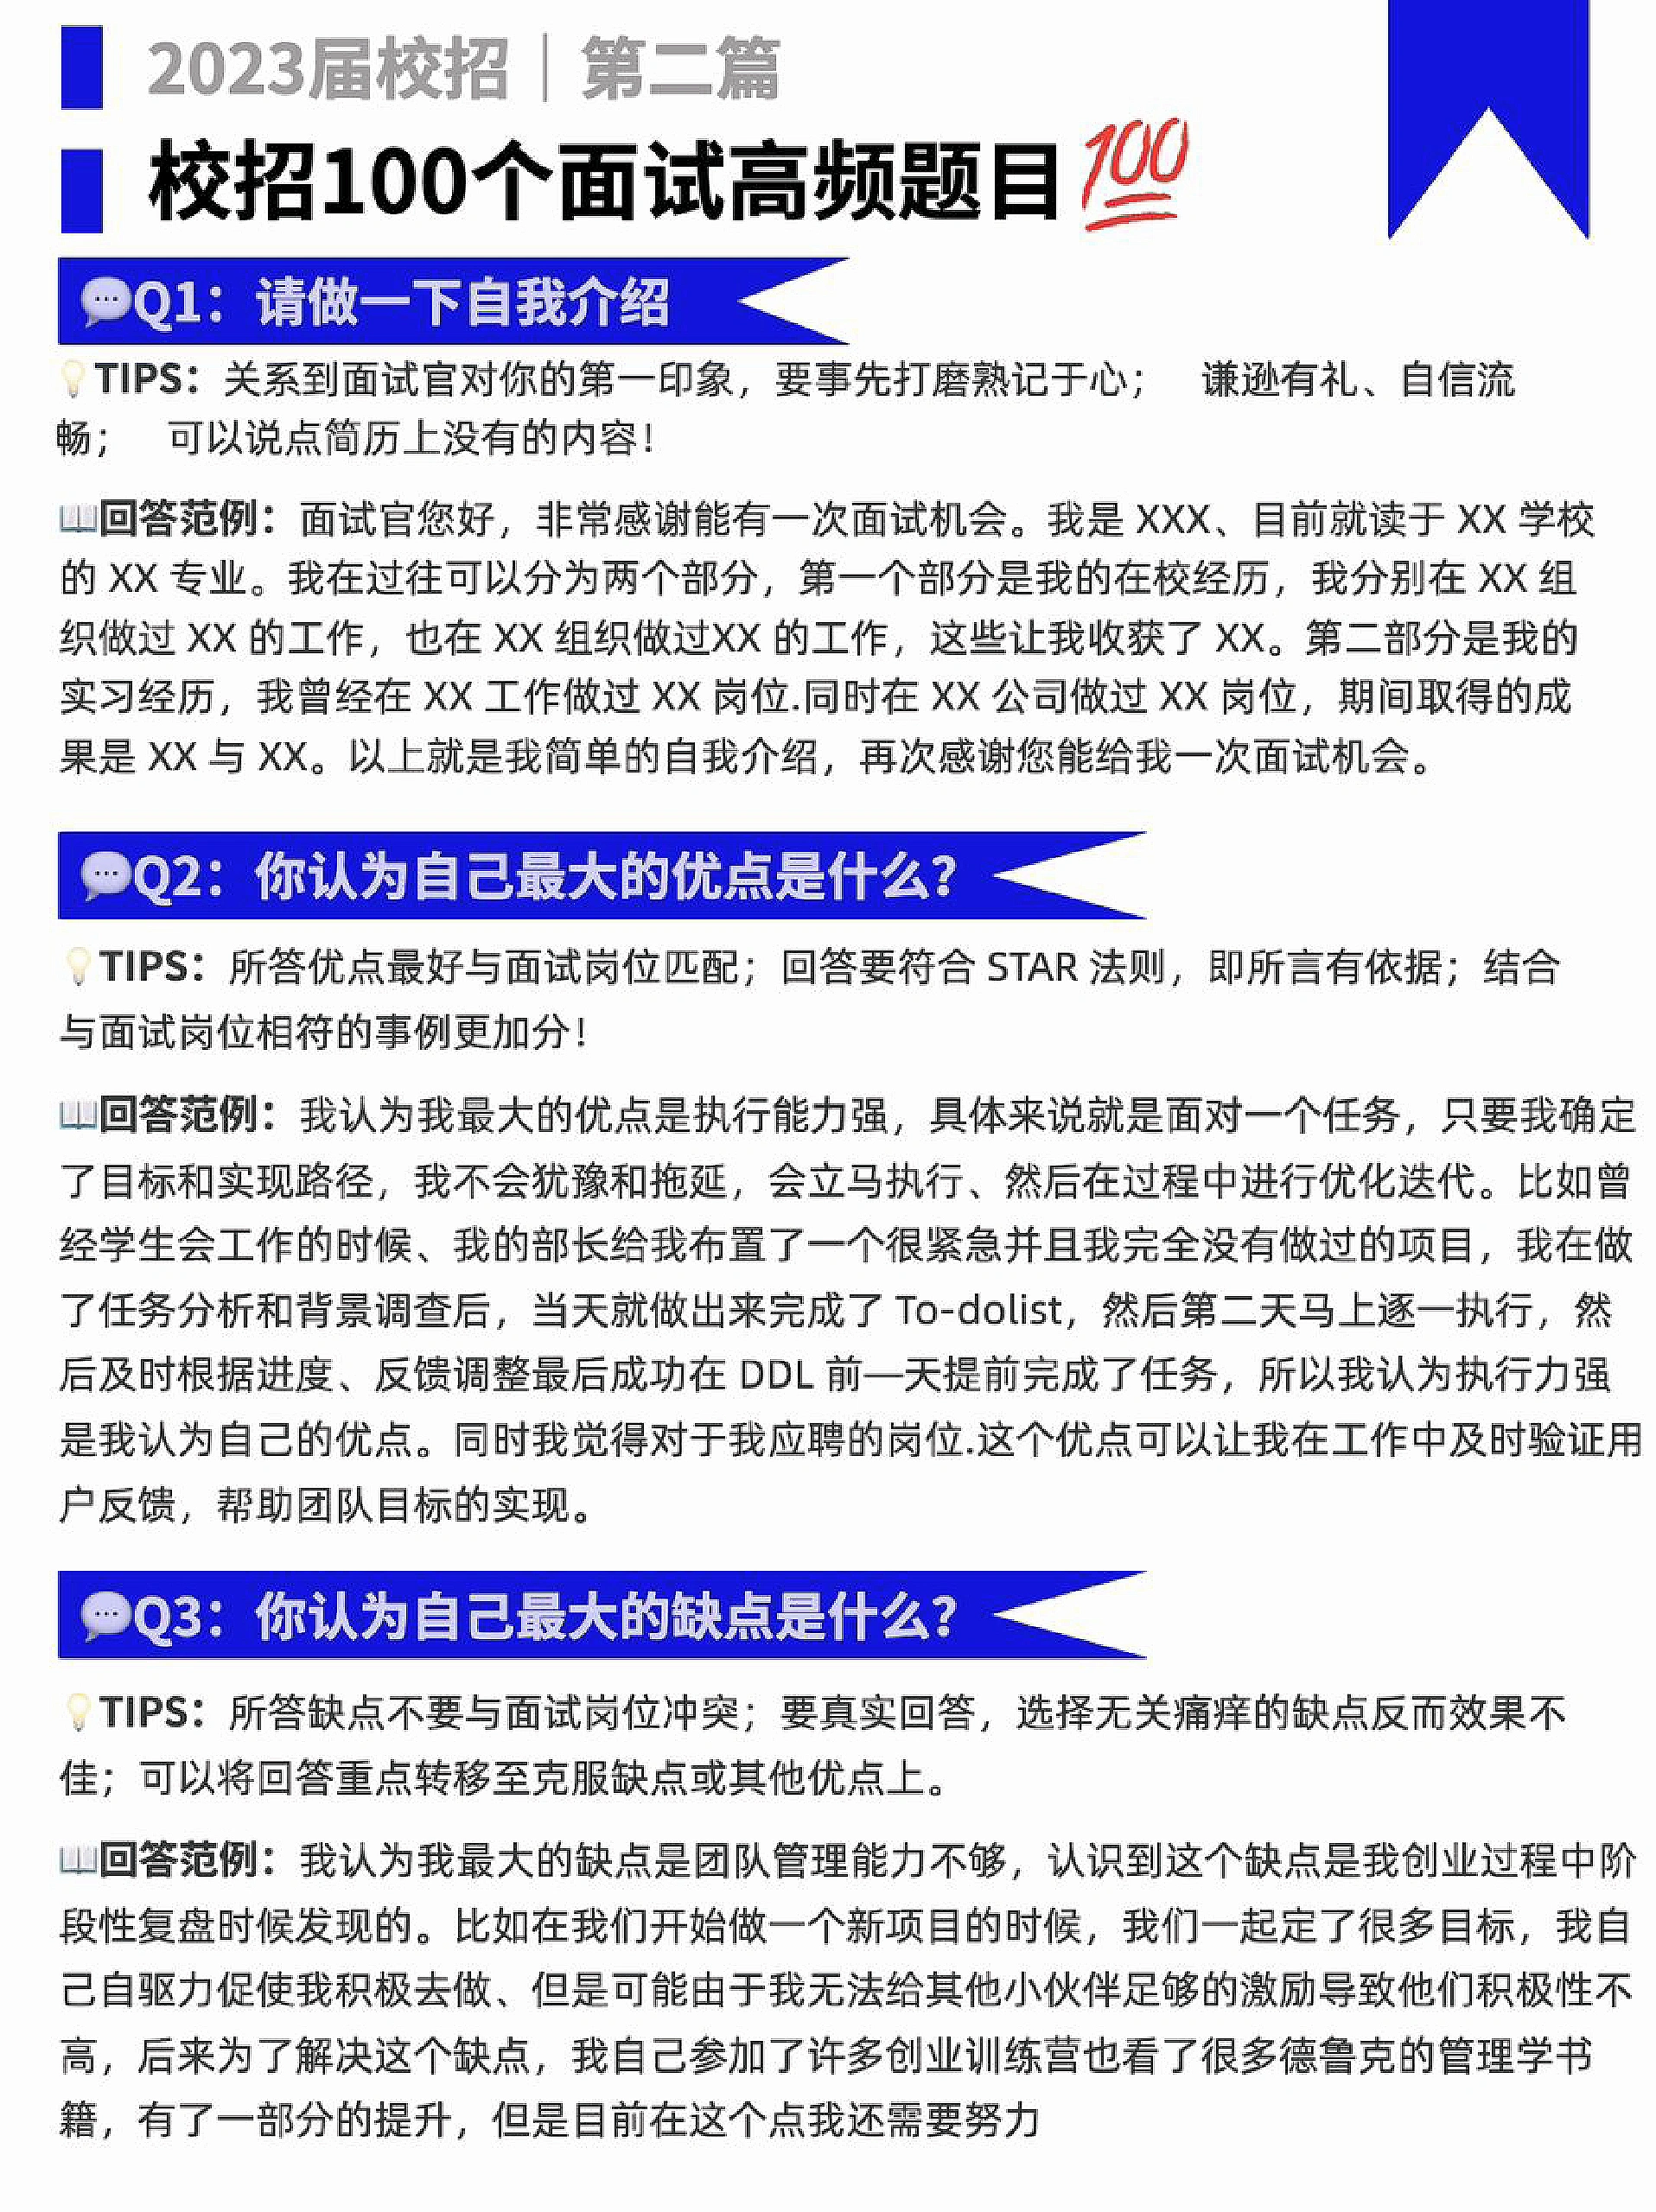 2023届校招｜第二篇
校招100个面试高频题目💯
💬Q1：请做一下自我介绍
💡TIPS：关系到面试官对你的第一印象，要事先打磨熟记于心； 谦逊有礼、自信流
畅； 可以说点简历上没有的内容！
📖回答范例：面试官您好，非常感谢能有一次面试机会。我是 XXX、目前就读于 XX 学校
的 XX 专业。我在过往可以分为两个部分，第一个部分是我的在校经历，我分别在 XX 组
织做过 XX 的工作，也在 XX 组织做过XX 的工作，这些让我收获了 XX。第二部分是我的
实习经历，我曾经在 XX 工作做过 XX 岗位.同时在 XX 公司做过 XX 岗位，期间取得的成
果是 XX 与 XX。以上就是我简单的自我介绍，再次感谢您能给我一次面试机会。
💬Q2：你认为自己最大的优点是什么？
💡TIPS：所答优点最好与面试岗位匹配；回答要符合 STAR 法则，即所言有依据；结合
与面试岗位相符的事例更加分！
📖回答范例：我认为我最大的优点是执行能力强，具体来说就是面对一个任务，只要我确定
了目标和实现路径，我不会犹豫和拖延，会立马执行、然后在过程中进行优化迭代。比如曾
经学生会工作的时候、我的部长给我布置了一个很紧急并且我完全没有做过的项目，我在做
了任务分析和背景调查后，当天就做出来完成了 To-dolist，然后第二天马上逐一执行，然
后及时根据进度、反馈调整最后成功在 DDL 前—天提前完成了任务，所以我认为执行力强
是我认为自己的优点。同时我觉得对于我应聘的岗位.这个优点可以让我在工作中及时验证用
户反馈，帮助团队目标的实现。
💬Q3：你认为自己最大的缺点是什么？
💡TIPS：所答缺点不要与面试岗位冲突；要真实回答，选择无关痛痒的缺点反而效果不
佳；可以将回答重点转移至克服缺点或其他优点上。
📖回答范例：我认为我最大的缺点是团队管理能力不够，认识到这个缺点是我创业过程中阶
段性复盘时候发现的。比如在我们开始做一个新项目的时候，我们一起定了很多目标，我自
己自驱力促使我积极去做、但是可能由于我无法给其他小伙伴足够的激励导致他们积极性不
高，后来为了解决这个缺点，我自己参加了许多创业训练营也看了很多德鲁克的管理学书
籍，有了一部分的提升，但是目前在这个点我还需要努力